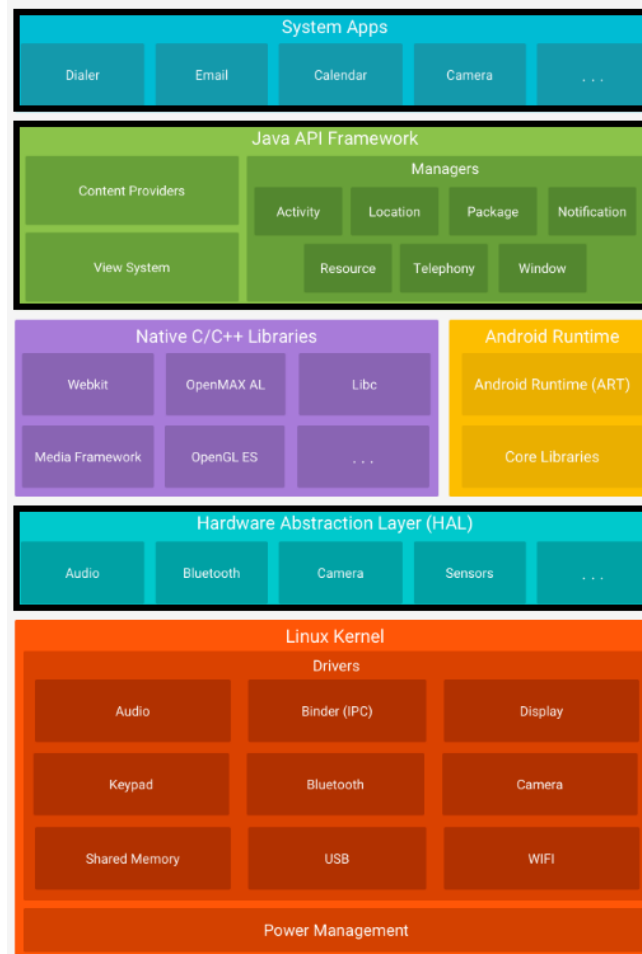 System Apps
Dialer Email Calendar Camera ...
Java API Framework
Content Providers
View System
Managers
Activity Location Package Notification
Resource Telephony Window
Native C/C++ Libraries
Webkit OpenMAX AL Libc
Media Framework OpenGL ES ...
Android Runtime
Android Runtime (ART)
Core Libraries
Hardware Abstraction Layer (HAL)
Audio Bluetooth Camera Sensors ...
Linux Kernel
Drivers
Audio Binder (IPC) Display
Keypad Bluetooth Camera
Shared Memory USB WIFI
Power Management